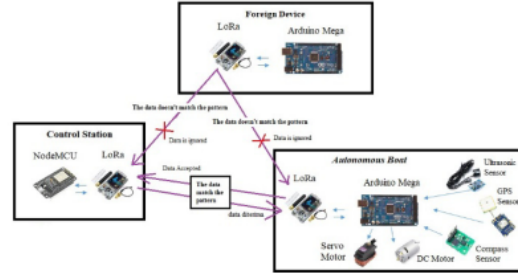 Foreign Device
LoRa
Arduino Mega
The data doesn't match the pattern
The data doesn't match the pattern
Data is ignored
Data is ignored
Control Station
NodeMCU
LoRa
Data Accepted
The data
match the
pattern
data diterima
Autonomous Boat
LoRa
Arduino Mega
Ultrasonic
Sensor
GPS
Sensor
Servo
Motor
DC Motor
Compass
Sensor